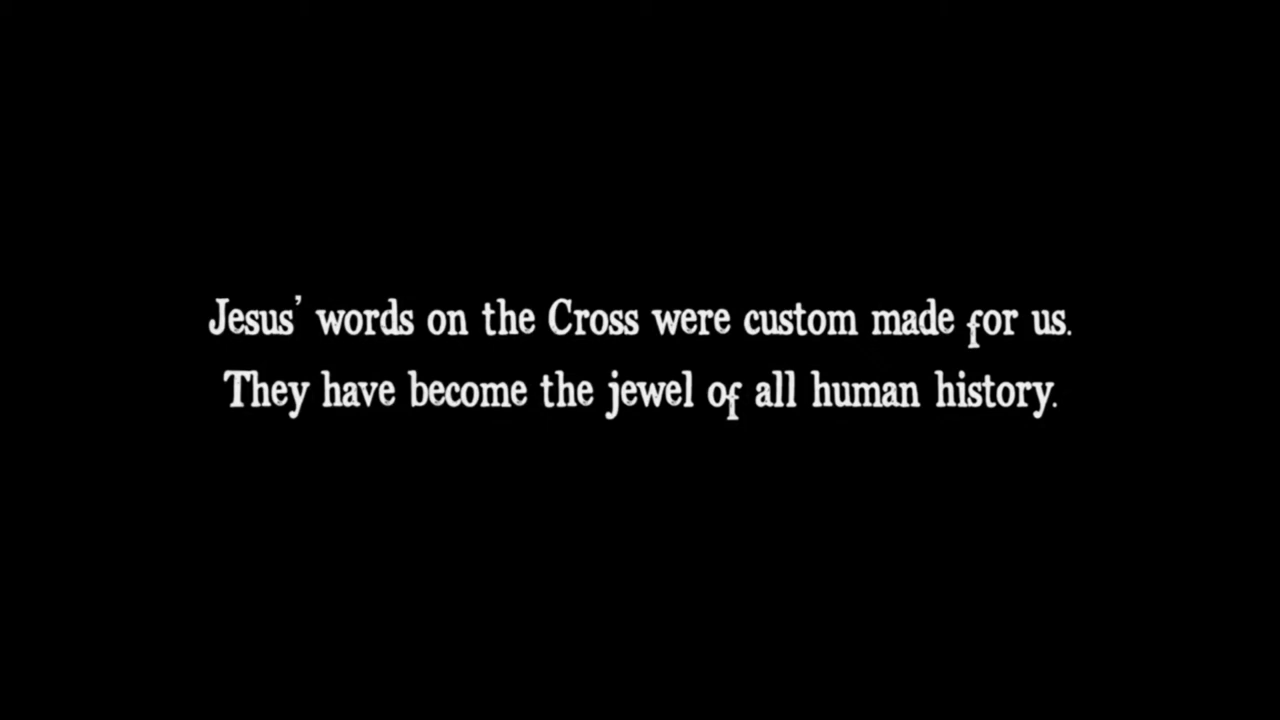 Jesus’ words on the Cross were custom made for us.
They have become the jewel of all human history.